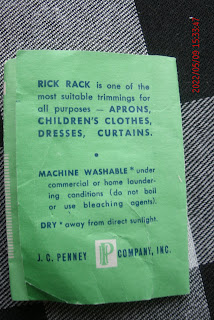 RICK RACK is one of the
most suitable trimmings for
all purposes — APRONS,
CHILDREN'S CLOTHES,
DRESSES, CURTAINS.
•
MACHINE WASHABLE* under
commercial or home launder-
ing conditions (do not boil
or use bleaching agents).
DRY* away from direct sunlight.
J. C. PENNEY P COMPANY, INC.